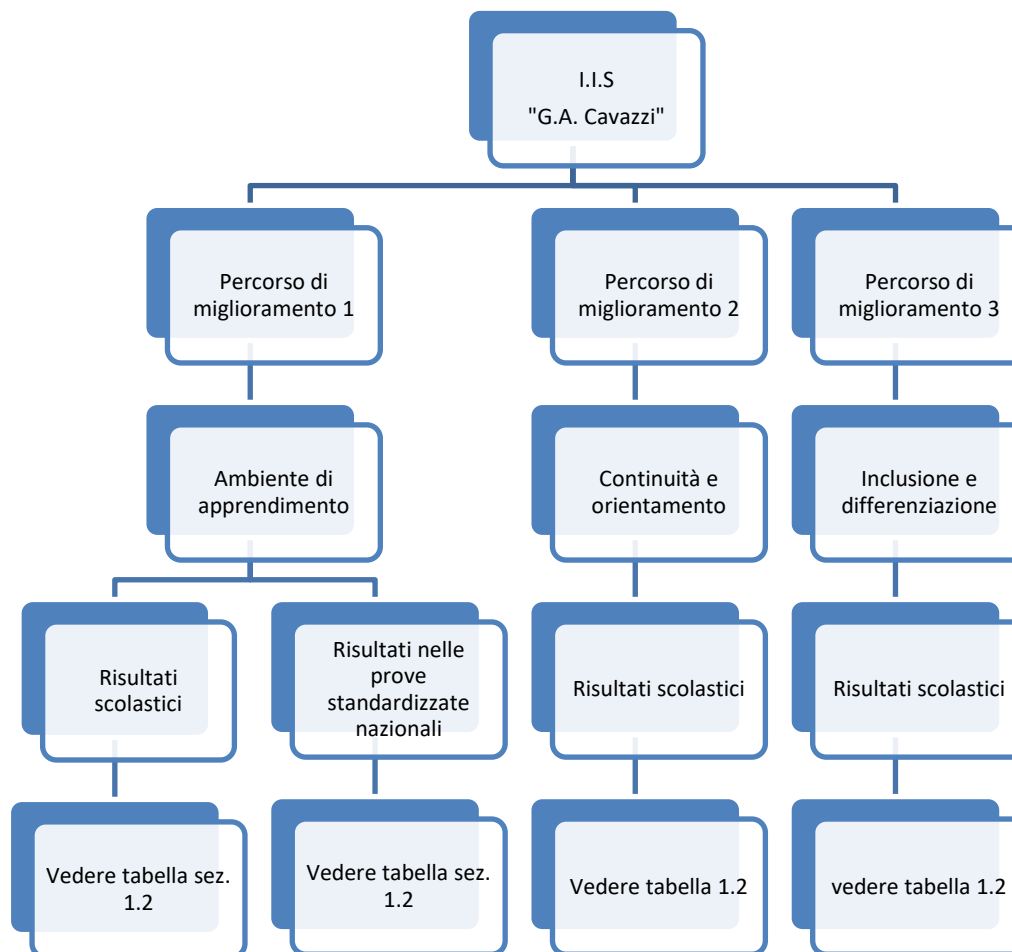 I.I.S
"G.A. Cavazzi"
Percorso di
miglioramento 1
Percorso di
miglioramento 2
Percorso di
miglioramento 3
Ambiente di
apprendimento
Continuità e
orientamento
Inclusione e
differenziazione
Risultati
scolastici
Risultati nelle
prove
standardizzate
nazionali
Risultati scolastici
Risultati scolastici
Vedere tabella sez.
1.2
Vedere tabella sez.
1.2
Vedere tabella 1.2
vedere tabella 1.2